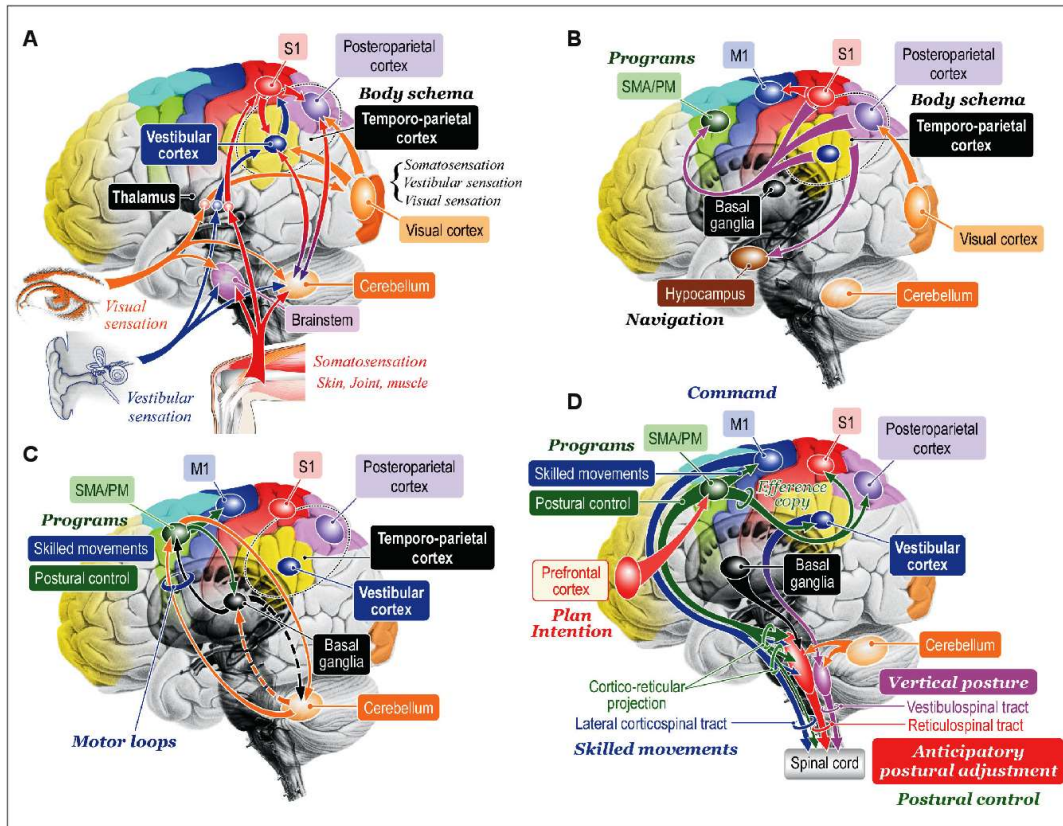 A
S1
Posteroparietal
cortex
Body schema
Temporo-parietal
cortex
Vestibular
cortex
Somatosensation
Vestibular sensation
Visual sensation
Thalamus
Visual cortex
Cerebellum
Visual
sensation
Brainstem
Somatosensation
Skin, Joint, muscle
Vestibular
sensation
B
Programs
M1
S1
Posteroparietal
cortex
SMA/PM
Body schema
Temporo-parietal
cortex
Basal
ganglia
Visual cortex
Hypocampus
Cerebellum
Navigation
C
M1
S1
Posteroparietal
cortex
SMA/PM
Programs
Skilled movements
Postural control
Temporo-parietal
cortex
Vestibular
cortex
Basal
ganglia
Cerebellum
Motor loops
D
Command
Programs
SMA/PM
M1
S1
Posteroparietal
cortex
Skilled movements
Postural control
Efference
copy
Vestibular
cortex
Prefrontal
cortex
Basal
ganglia
Plan
Intention
Cerebellum
Cortico-reticular
projection
Vertical posture
Vestibulospinal tract
Lateral corticospinal tract
Reticulospinal tract
Skilled movements
Spinal cord
Anticipatory
postural adjustment
Postural control